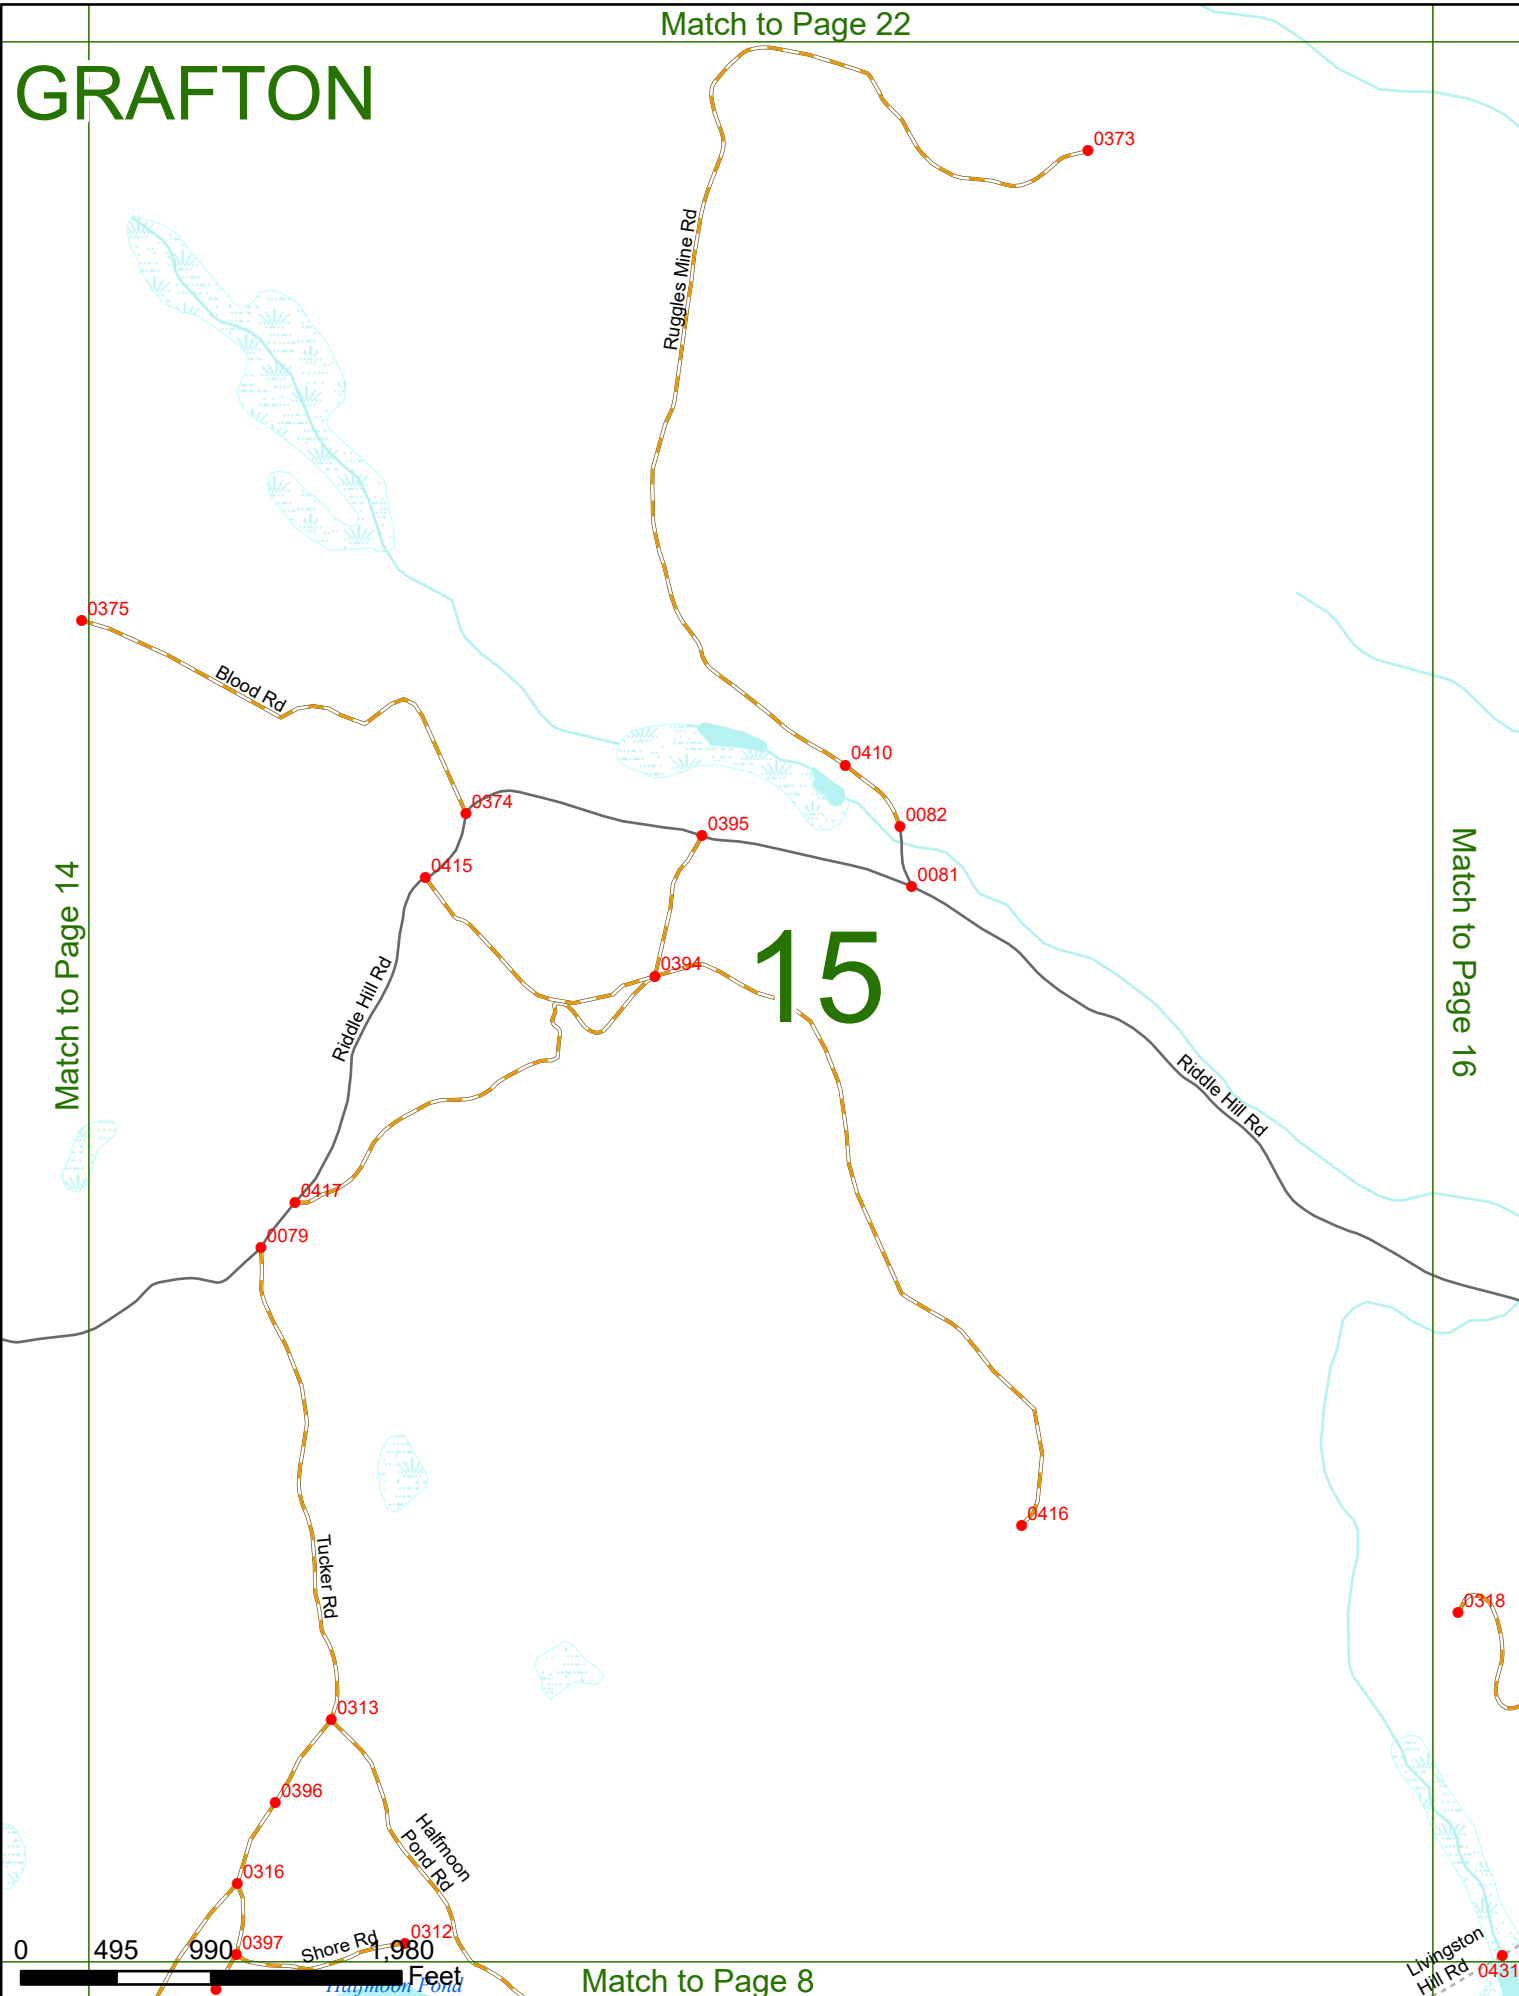 Match to Page 22
GRAFTON
0373
Ruggles Mine Rd
0375
Blood Rd
0410
0374
0082
0395
0415
0081
Match to Page 14
Match to Page 16
15
0394
Riddle Hill Rd
Riddle Hill Rd
0417
0079
0416
Tucker Rd
0318
0313
0396
Halfmoon
Pond Rd
0316
0312
0397
Shore Rd
0 495 990 1,980
Feet
Halfmoon Pond
Match to Page 8
Livingston
Hill Rd
0431